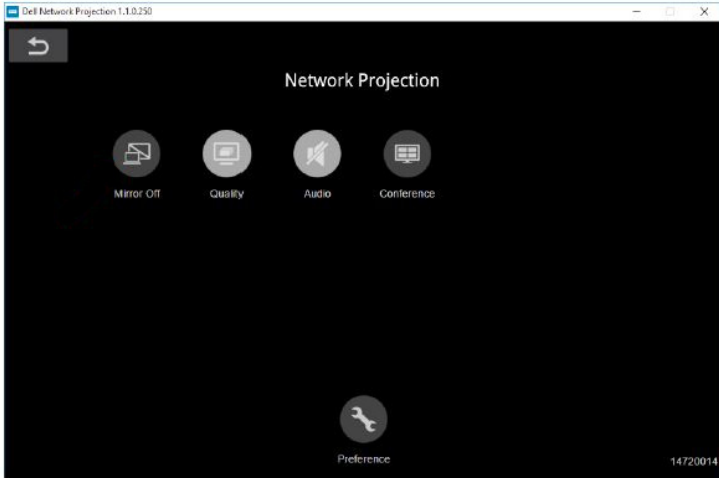 Dell Network Projection 1.1.0.250
Network Projection
Mirror Off
Quality
Audio
Conference
Preference
14720014